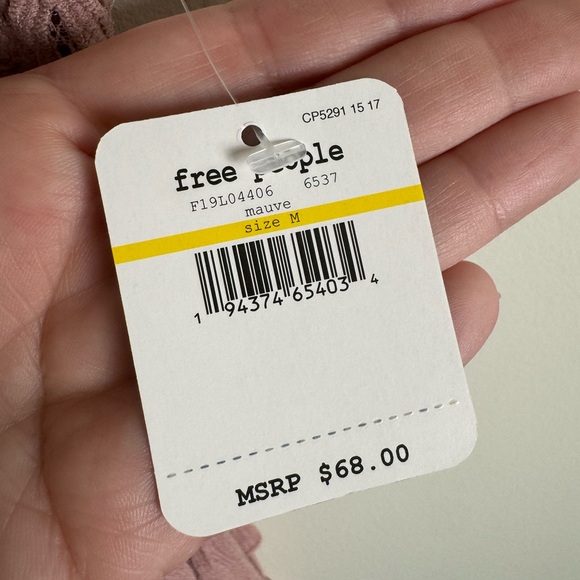 CP5291 15 17
free people
F19L04406 6537
mauve
size M
1 94374 65403 4
MSRP $68.00